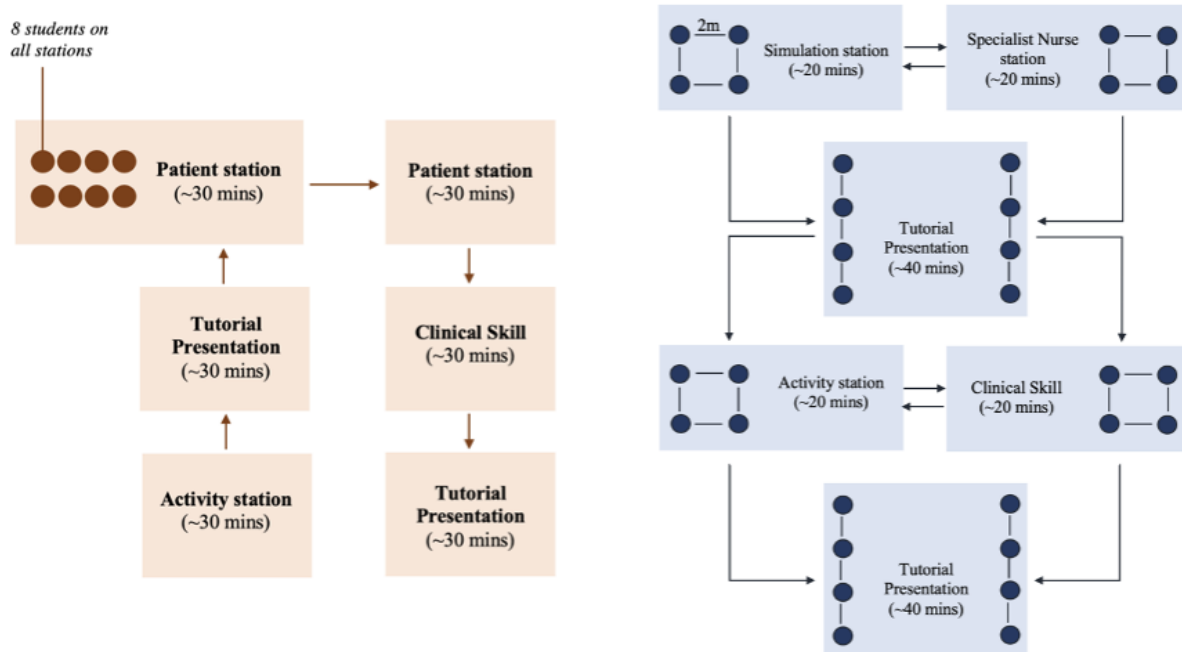 8 students on
all stations
Patient station
(~30 mins)
Patient station
(~30 mins)
Tutorial
Presentation
(~30 mins)
Clinical Skill
(~30 mins)
Activity station
(~30 mins)
Tutorial
Presentation
(~30 mins)
2m
Simulation station
(~20 mins)
Specialist Nurse
station
(~20 mins)
Tutorial
Presentation
(~40 mins)
Activity station
(~20 mins)
Clinical Skill
(~20 mins)
Tutorial
Presentation
(~40 mins)